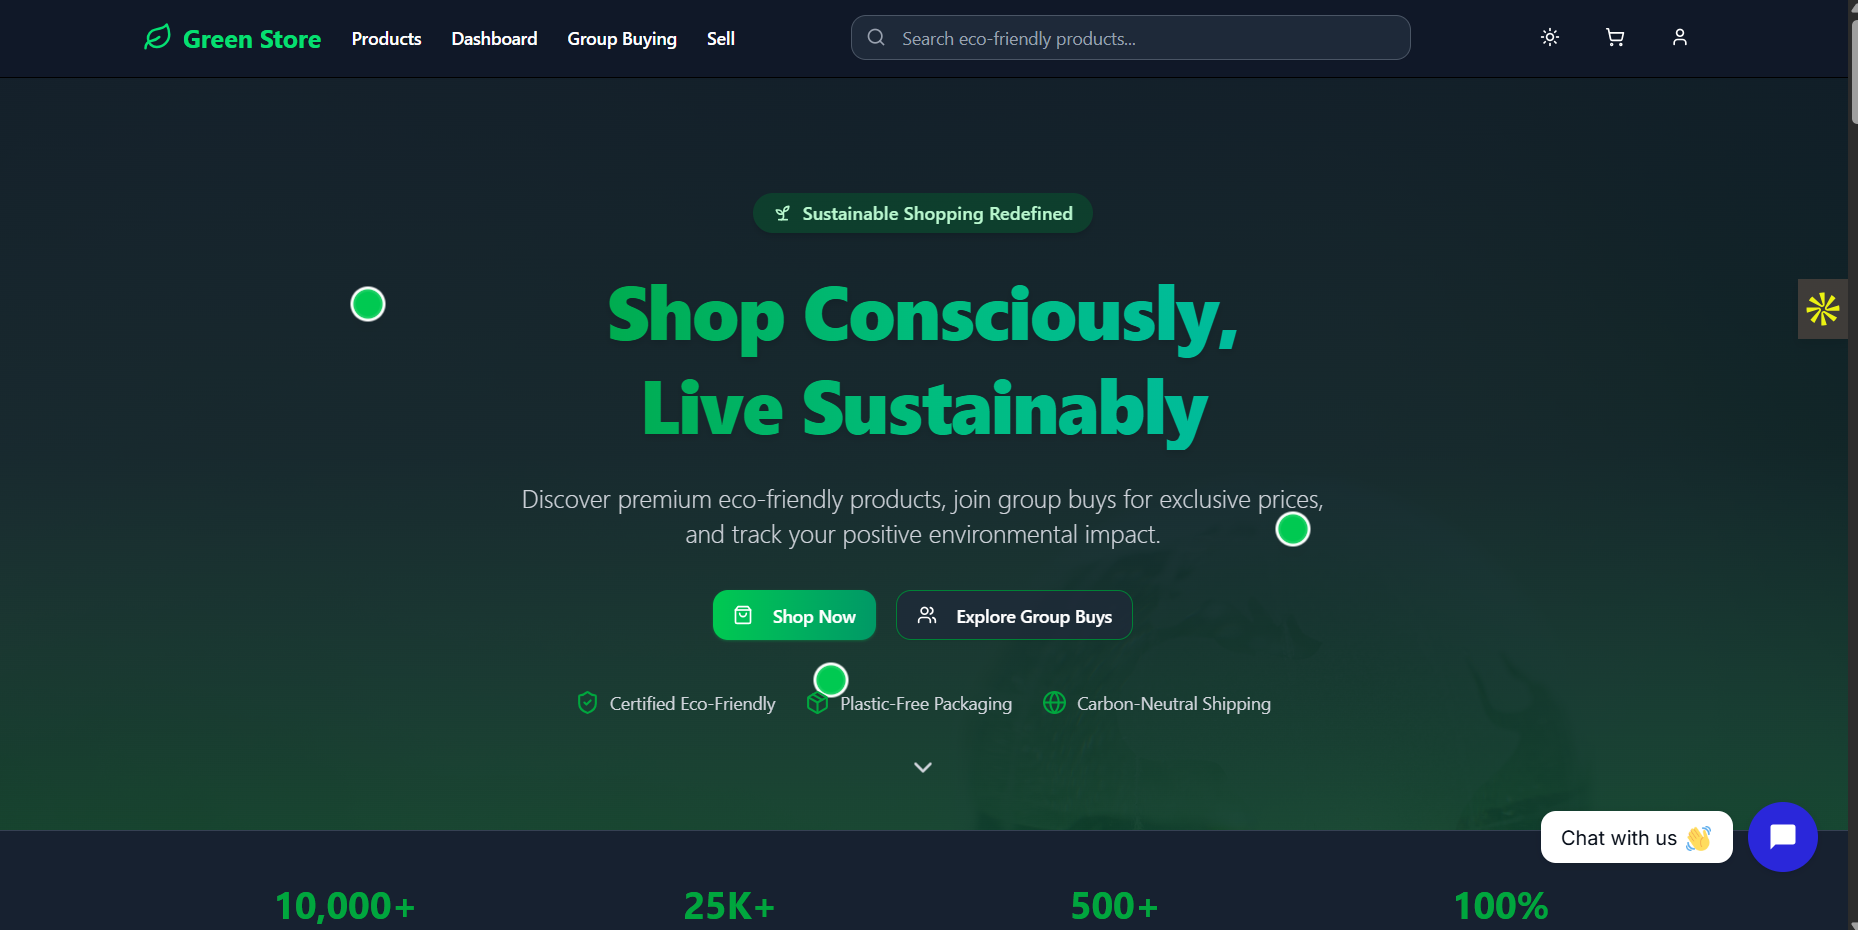 Green Store
Products
Dashboard
Group Buying
Sell
Search eco-friendly products...
Sustainable Shopping Redefined
Shop Consciously,
Live Sustainably
Discover premium eco-friendly products, join group buys for exclusive prices,
and track your positive environmental impact.
Shop Now
Explore Group Buys
Certified Eco-Friendly
Plastic-Free Packaging
Carbon-Neutral Shipping
Chat with us 👋
10,000+
25K+
500+
100%